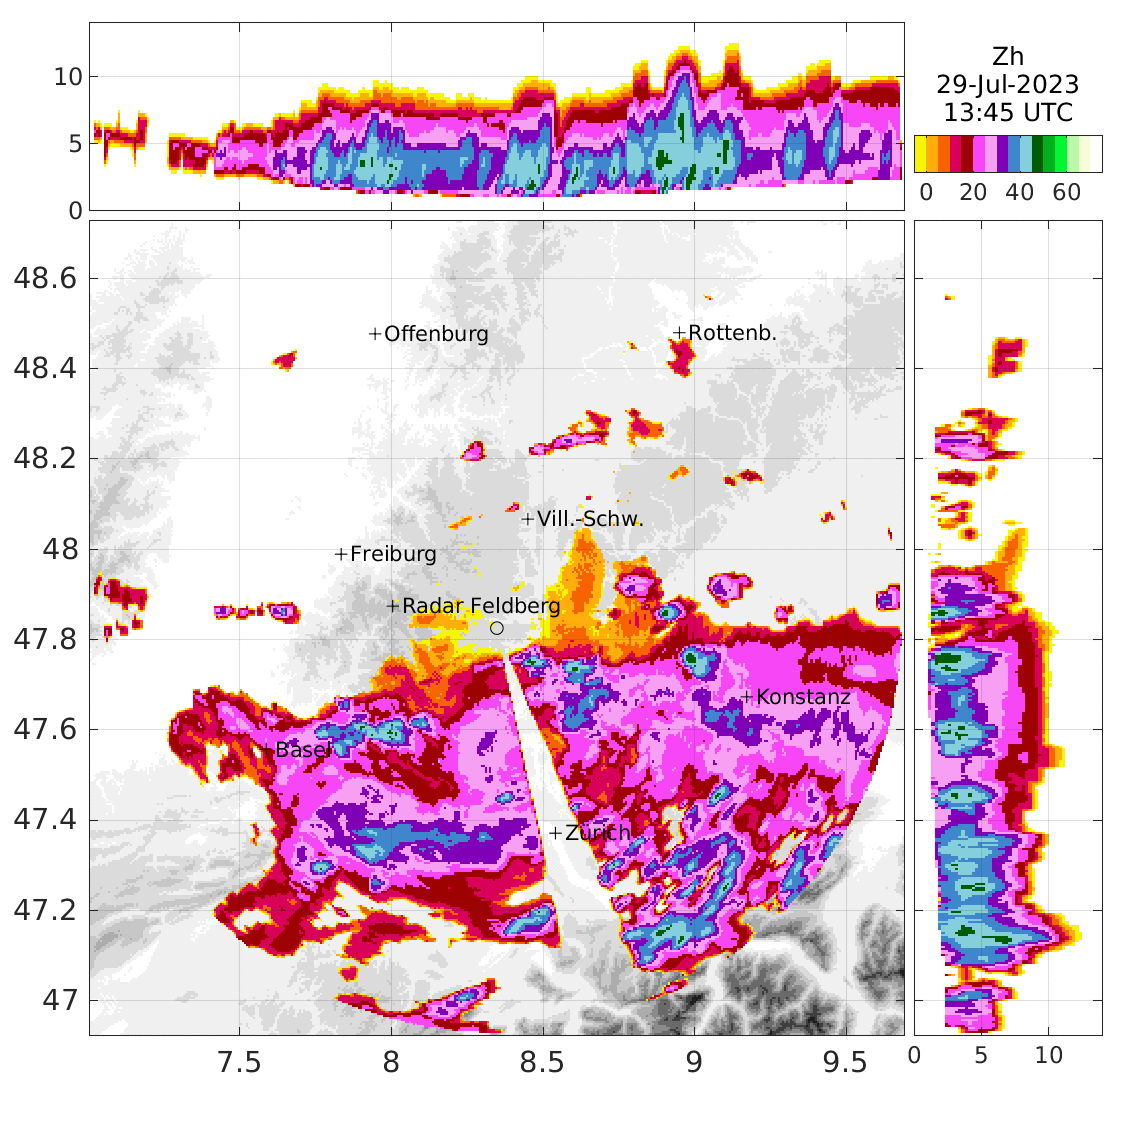 10
5
0
Zh
29-Jul-2023
13:45 UTC
0 20 40 60
48.6
48.4
48.2
48
47.8
47.6
47.4
47.2
47
+Offenburg
+Rottenb.
+Vill.-Schw.
+Freiburg
+Radar Feldberg
+Konstanz
+Basel
+Zürich
7.5 8 8.5 9 9.5
0 5 10